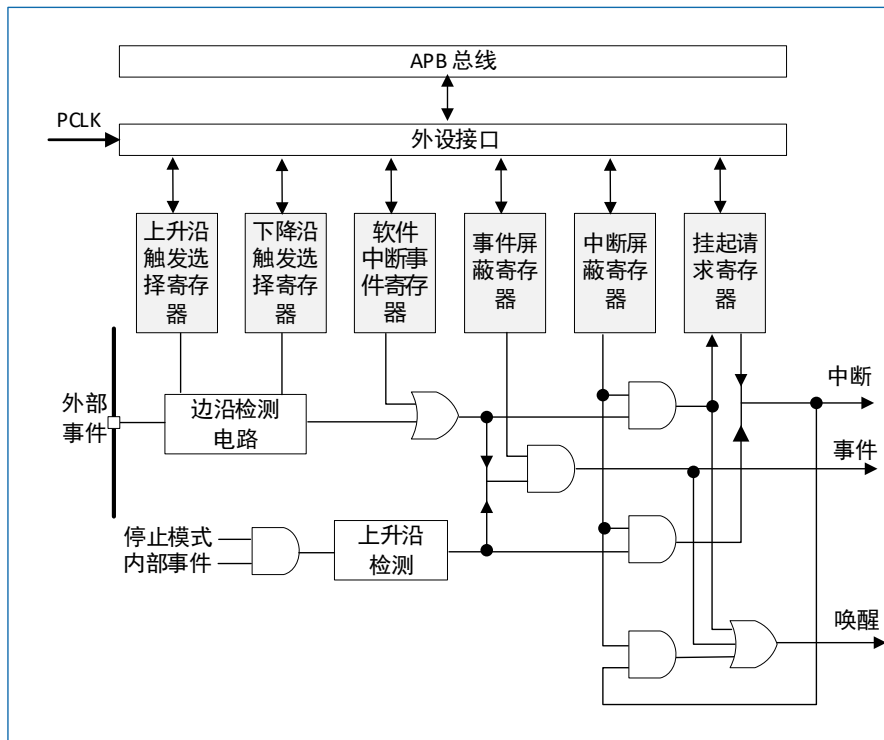 APB 总线
PCLK
外设接口
上升沿
触发选
择寄存
器
下降沿
触发选
择寄存
器
软件
中断事
件寄存
器
事件屏
蔽寄存
器
中断屏
蔽寄存
器
挂起请
求寄存
器
外部
事件
边沿检测
电路
中断
事件
停止模式
内部事件
上升沿
检测
唤醒